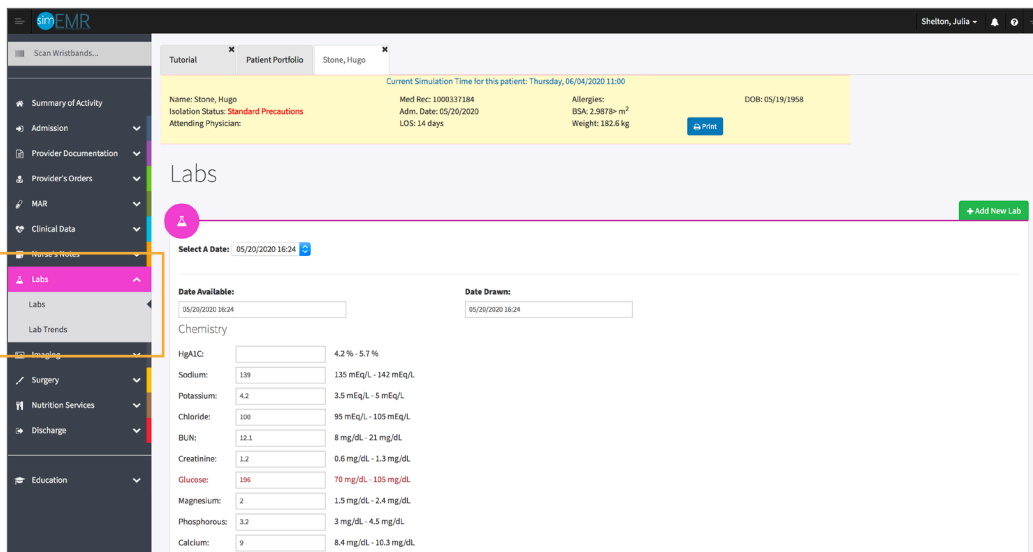 simEMR
Shelton, Julia
Scan Wristbands...
Summary of Activity
Admission
Provider Documentation
Provider's Orders
MAR
Clinical Data
Nurse's Notes
Labs
Labs
Lab Trends
Imaging
Surgery
Nutrition Services
Discharge
Education
Tutorial
Patient Portfolio
Stone, Hugo
Current Simulation Time for this patient: Thursday, 06/04/2020 11:00
Name: Stone, Hugo Med Rec: 1000337184 Allergies: DOB: 05/19/1958
Isolation Status: Standard Precautions Adm. Date: 05/20/2020 BSA: 2.9878> m²
Attending Physician: LOS: 14 days Weight: 182.6 kg Print
Labs
+ Add New Lab
Select A Date: 05/20/2020 16:24
Date Available: Date Drawn:
05/20/2020 16:24 05/20/2020 16:24
Chemistry
HgA1C: 4.2 % - 5.7 %
Sodium: 139 135 mEq/L - 142 mEq/L
Potassium: 4.2 3.5 mEq/L - 5 mEq/L
Chloride: 100 95 mEq/L - 105 mEq/L
BUN: 12.1 8 mg/dL - 21 mg/dL
Creatinine: 1.2 0.6 mg/dL - 1.3 mg/dL
Glucose: 196 70 mg/dL - 105 mg/dL
Magnesium: 2 1.5 mg/dL - 2.4 mg/dL
Phosphorous: 3.2 3 mg/dL - 4.5 mg/dL
Calcium: 9 8.4 mg/dL - 10.3 mg/dL